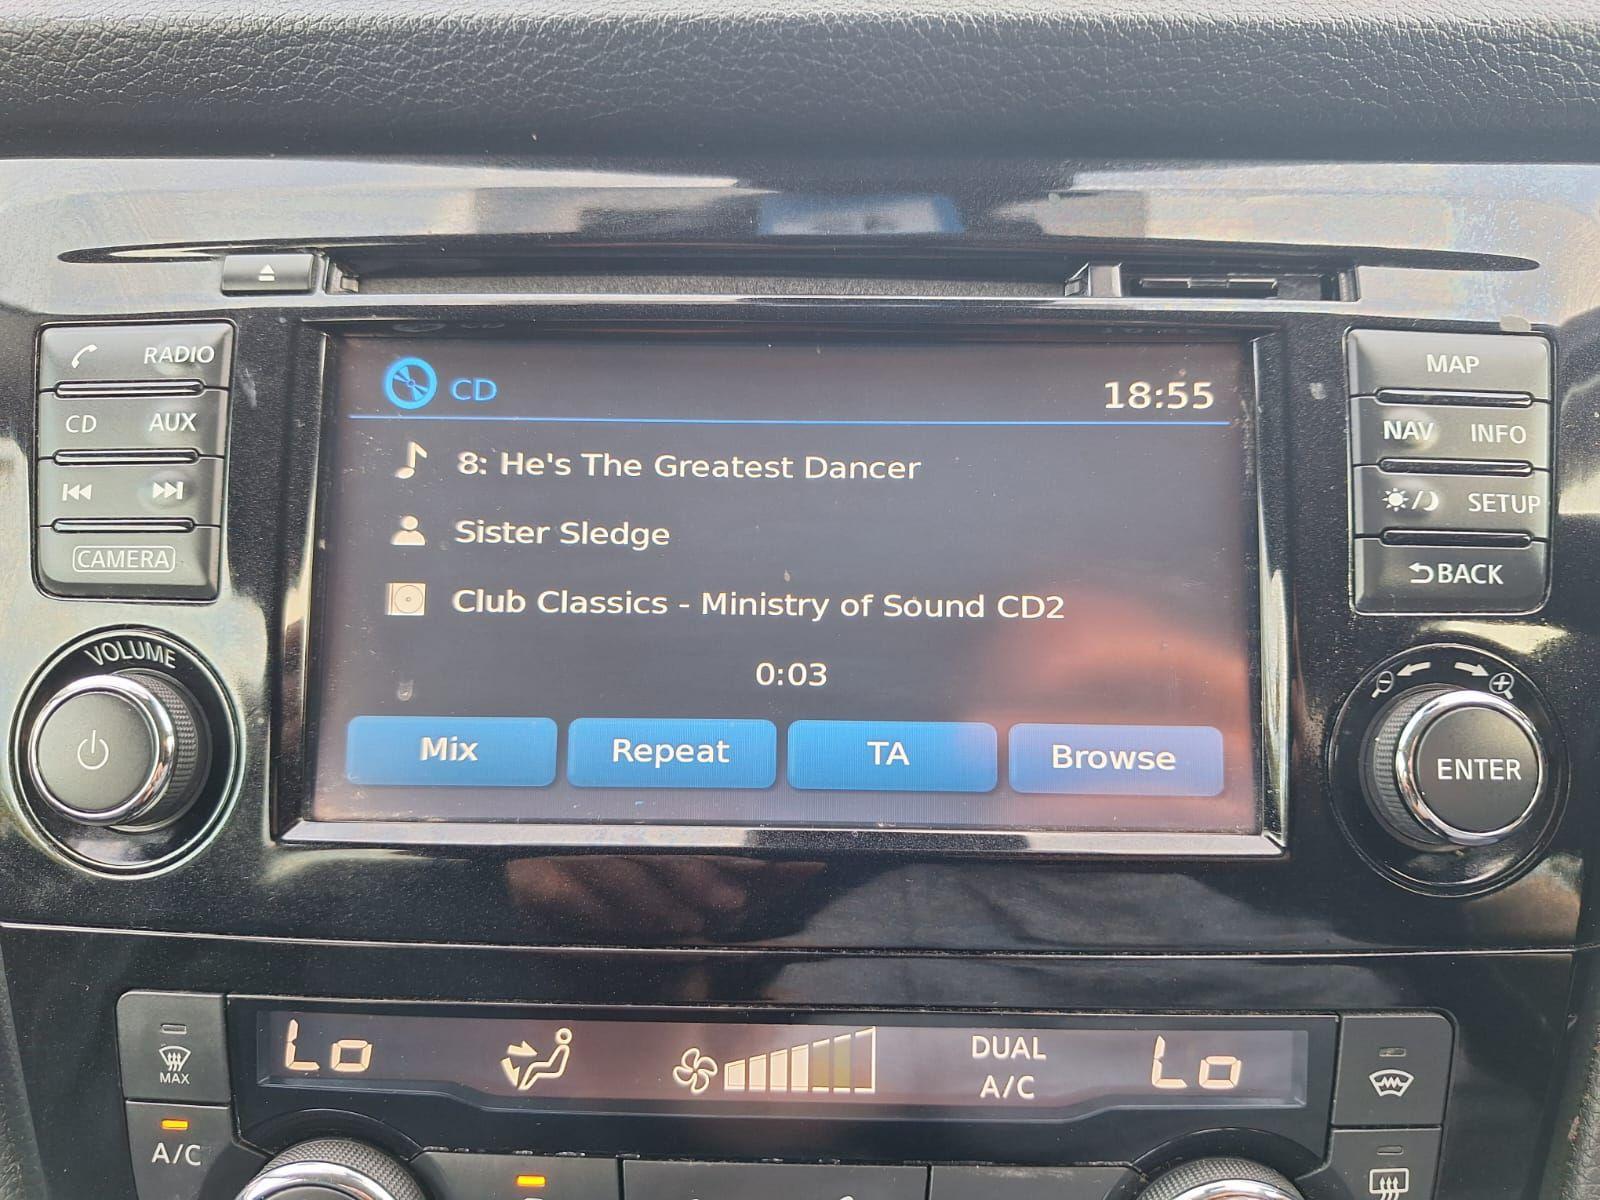 RADIO
CD AUX
CAMERA
VOLUME
CD 18:55
8: He's The Greatest Dancer
Sister Sledge
Club Classics - Ministry of Sound CD2
0:03
Mix Repeat TA Browse
MAP
NAV INFO
SETUP
BACK
ENTER
MAX
A/C
Lo
DUAL
A/C
Lo